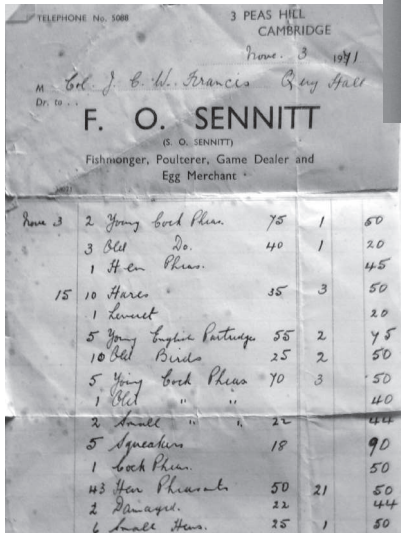 TELEPHONE No. 5088
3 PEAS HILL
CAMBRIDGE
Nove. 3 1971
M Col. J. C. W. Francis Quy Hall
Dr. to . .
F. O. SENNITT
(S. O. SENNITT)
Fishmonger, Poulterer, Game Dealer and
Egg Merchant
Nove 3 2 Young Cock Pheas. 75 1 50
3 Old Do. 40 1 20
1 Hen Pheas. 45
15 10 Hares 35 3 50
1 Leveret 20
5 Young English Partridge 55 2 75
10 Old Birds 25 2 50
5 Young Cock Pheas 70 3 50
1 Old " " 40
2 Small " " 22 44
5 Squeakers 18 90
1 Cock Pheas. 50
43 Hen Pheasants 50 21 50
2 Damaged. 22 44
6 Small Hens. 25 1 50